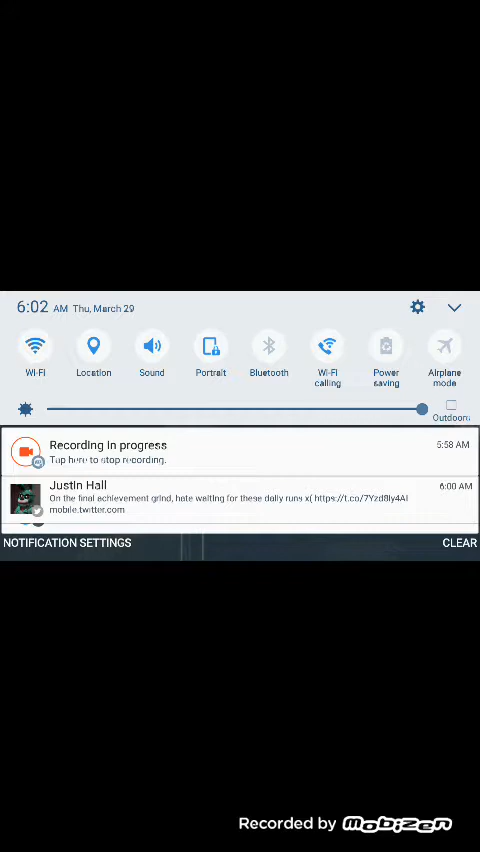 6:02 AM Thu, March 29
Wi-Fi Location Sound Portrait Bluetooth Wi-Fi calling Power saving Airplane mode
Outdoors
Recording in progress 5:58 AM
Tap here to stop recording.
Justin Hall 6:00 AM
On the final achievement grind, hate waiting for these daily runs x( https://t.co/7Yzd8ly4Al
mobile.twitter.com
NOTIFICATION SETTINGS CLEAR
Recorded by Mobizen